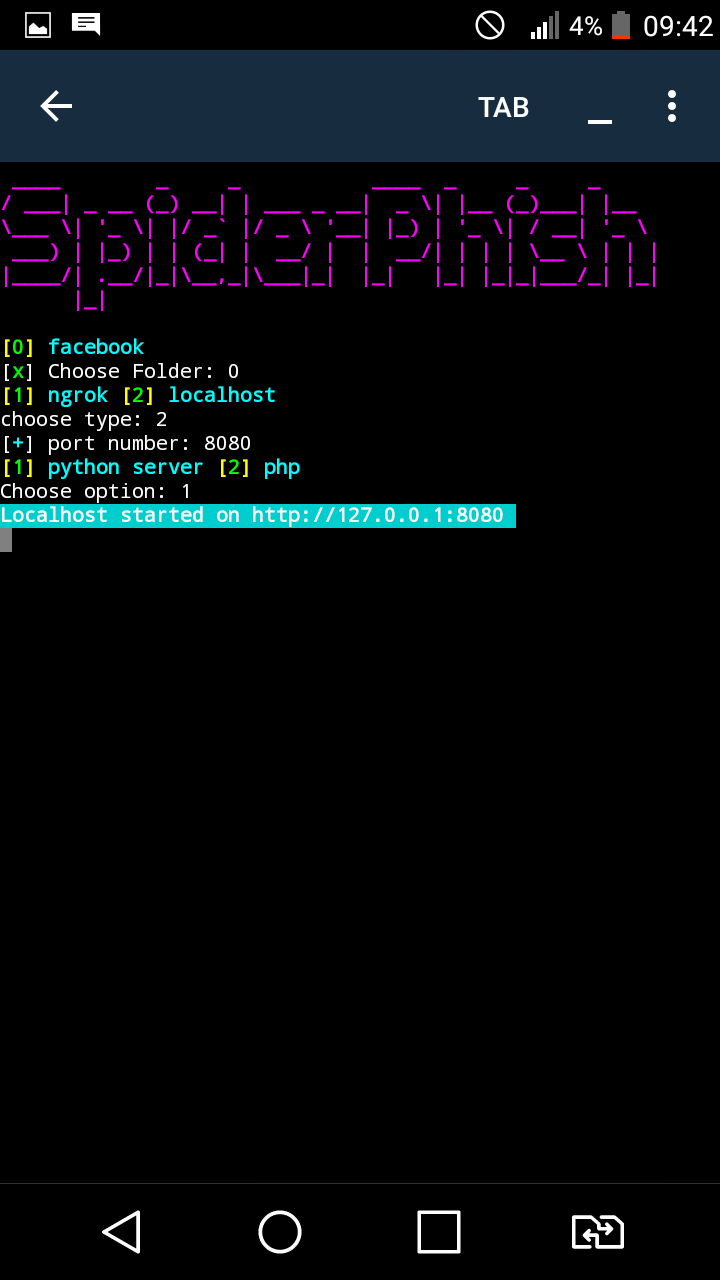 4% 09:42
TAB
SpiderPhish
[0] facebook
[x] Choose Folder: 0
[1] ngrok [2] localhost
choose type: 2
[+] port number: 8080
[1] python server [2] php
Choose option: 1
Localhost started on http://127.0.0.1:8080